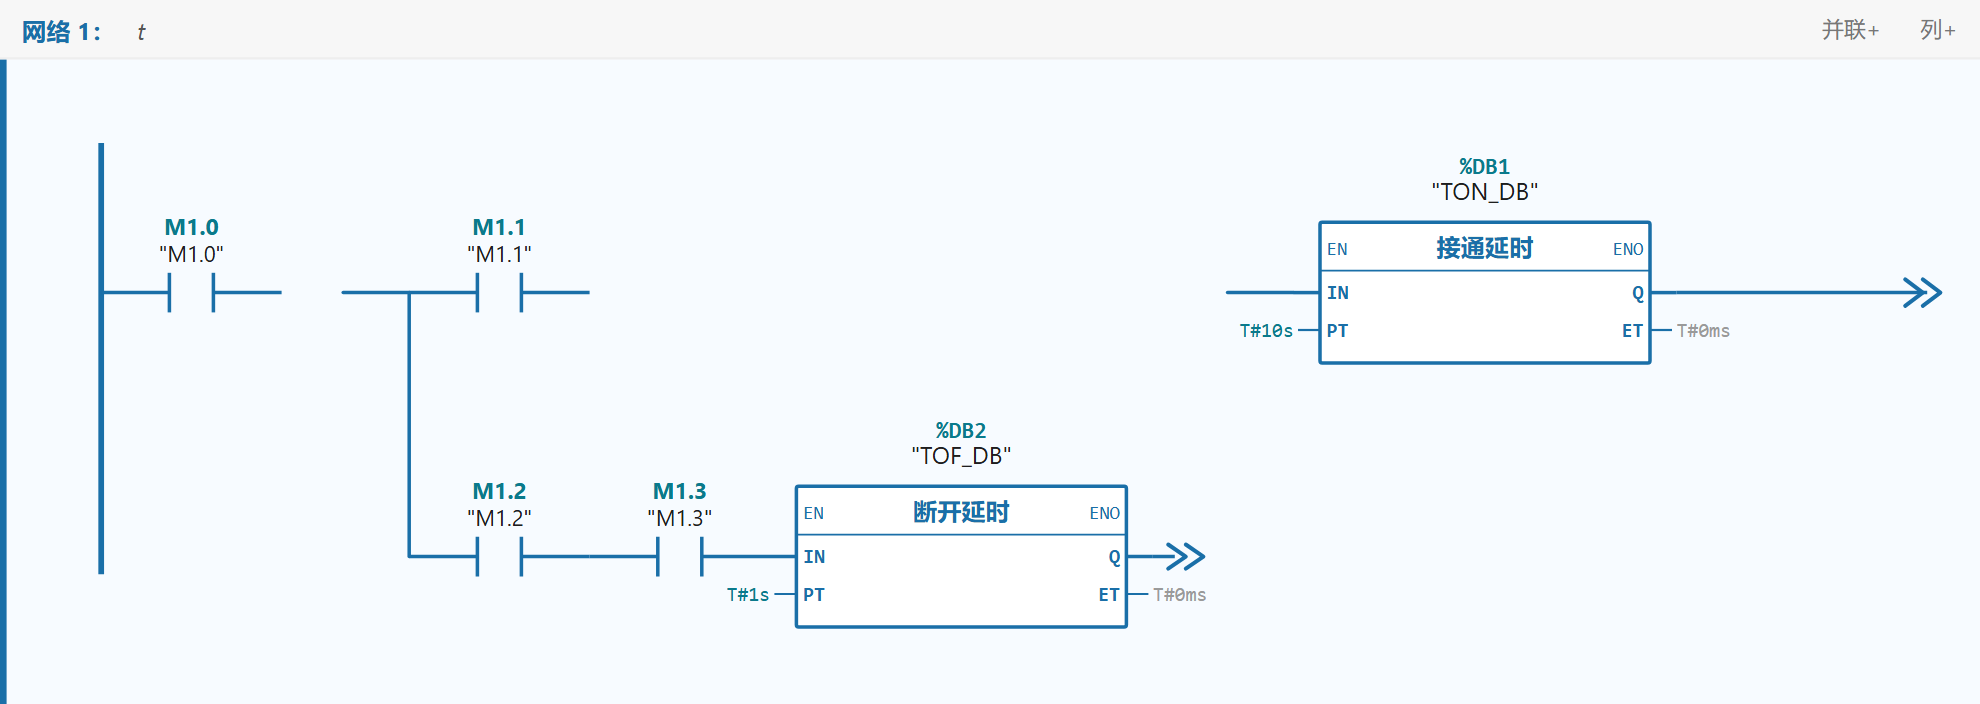 网络 1： t 并联+ 列+
%DB1
"TON_DB"
M1.0 M1.1
"M1.0" "M1.1"
EN 接通延时 ENO
IN Q
T#10s PT ET T#0ms
%DB2
"TOF_DB"
M1.2 M1.3
"M1.2" "M1.3"
EN 断开延时 ENO
IN Q
T#1s PT ET T#0ms